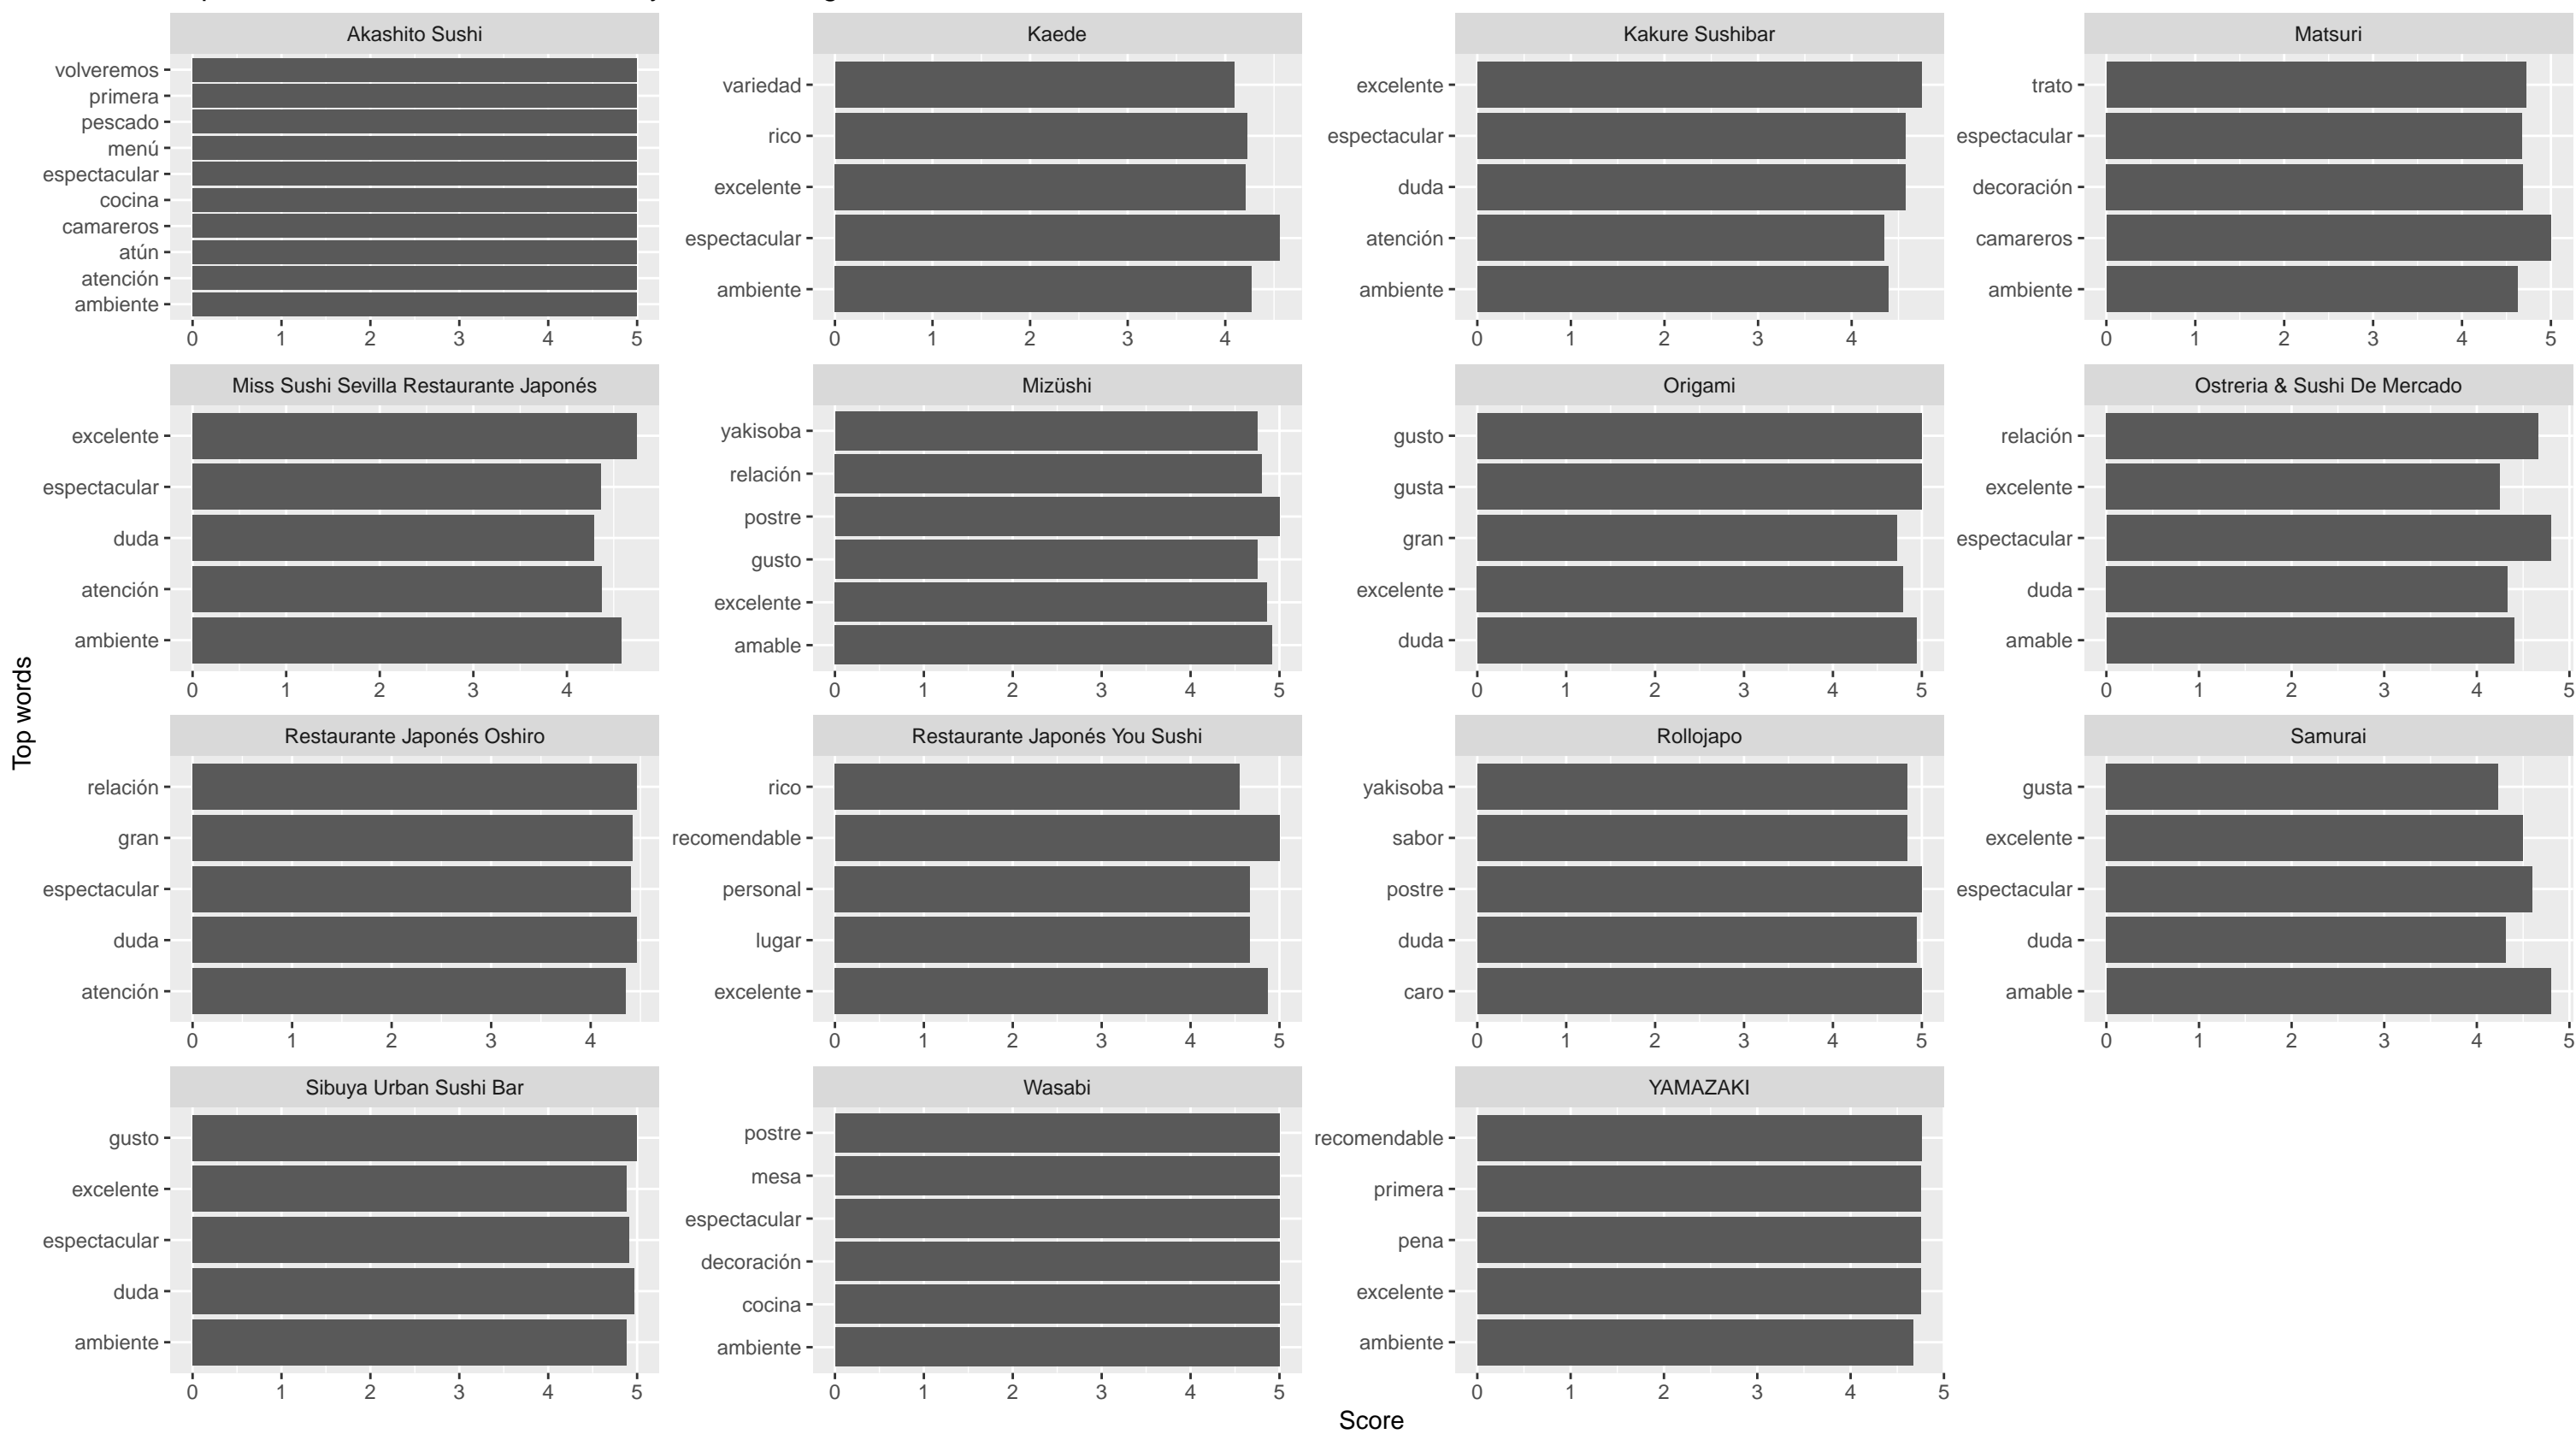 Akashito Sushi
volveremos
primera
pescado
menú
espectacular
cocina
camareros
atún
atención
ambiente
0 1 2 3 4 5
Kaede
variedad
rico
excelente
espectacular
ambiente
0 1 2 3 4
Kakure Sushibar
excelente
espectacular
duda
atención
ambiente
0 1 2 3 4
Matsuri
trato
espectacular
decoración
camareros
ambiente
0 1 2 3 4 5
Miss Sushi Sevilla Restaurante Japonés
excelente
espectacular
duda
atención
ambiente
0 1 2 3 4
Mizüshi
yakisoba
relación
postre
gusto
excelente
amable
0 1 2 3 4 5
Origami
gusto
gusta
gran
excelente
duda
0 1 2 3 4 5
Ostreria & Sushi De Mercado
relación
excelente
espectacular
duda
amable
0 1 2 3 4 5
Top words
Restaurante Japonés Oshiro
relación
gran
espectacular
duda
atención
0 1 2 3 4
Restaurante Japonés You Sushi
rico
recomendable
personal
lugar
excelente
0 1 2 3 4 5
Rollojapo
yakisoba
sabor
postre
duda
caro
0 1 2 3 4 5
Samurai
gusta
excelente
espectacular
duda
amable
0 1 2 3 4 5
Sibuya Urban Sushi Bar
gusto
excelente
espectacular
duda
ambiente
0 1 2 3 4 5
Wasabi
postre
mesa
espectacular
decoración
cocina
ambiente
0 1 2 3 4 5
YAMAZAKI
recomendable
primera
pena
excelente
ambiente
0 1 2 3 4 5
Score